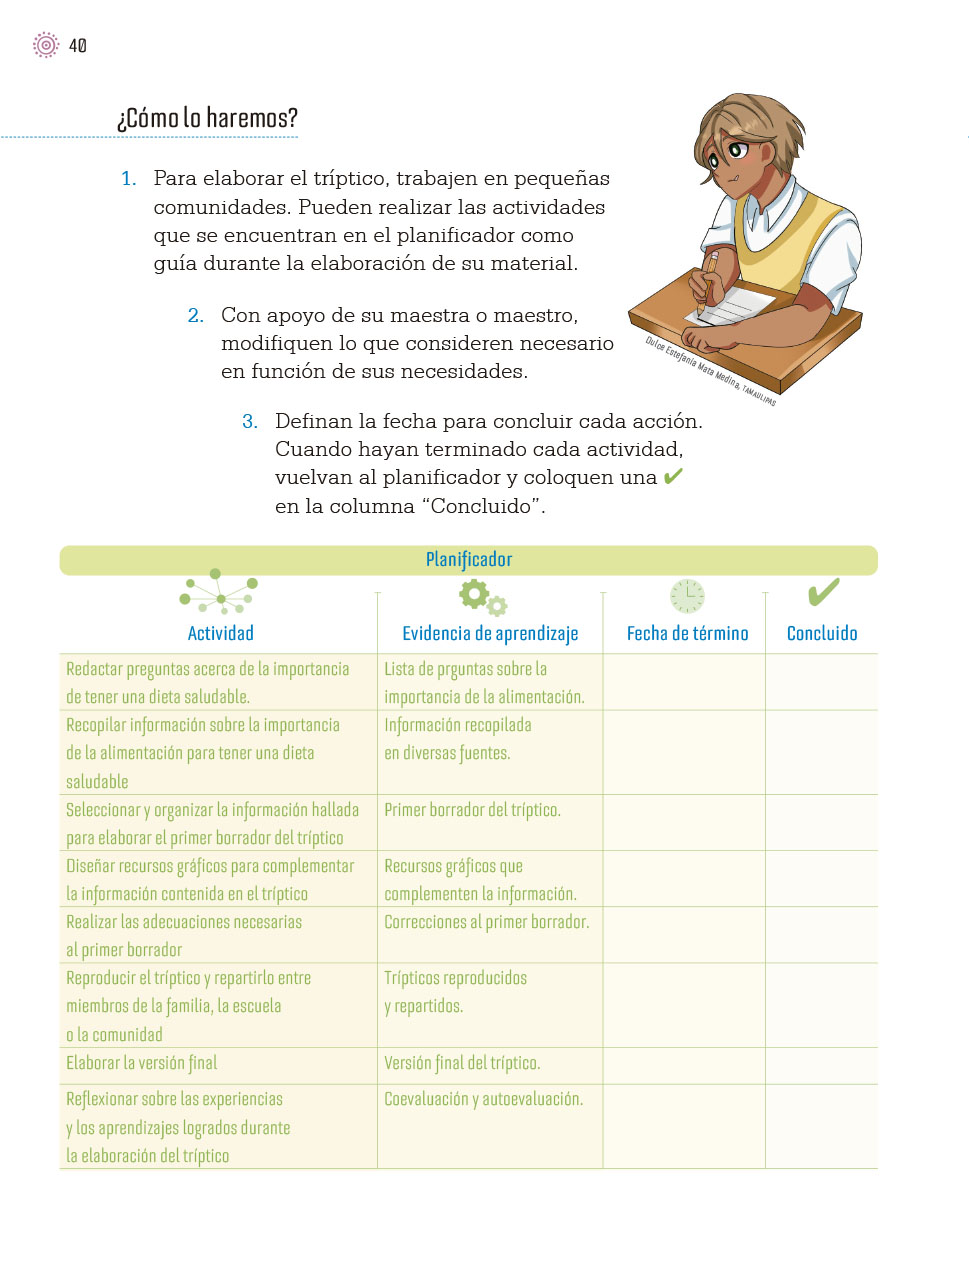 40
¿Cómo lo haremos?
1. Para elaborar el tríptico, trabajen en pequeñas
comunidades. Pueden realizar las actividades
que se encuentran en el planificador como
guía durante la elaboración de su material.
2. Con apoyo de su maestra o maestro,
modifiquen lo que consideren necesario
en función de sus necesidades.
Dulce Estefanía Mata Medina, TAMAULIPAS
3. Definan la fecha para concluir cada acción.
Cuando hayan terminado cada actividad,
vuelvan al planificador y coloquen una ✔
en la columna “Concluido”.
Planificador
Actividad Evidencia de aprendizaje Fecha de término Concluido
Redactar preguntas acerca de la importancia
de tener una dieta saludable.
Lista de prguntas sobre la
importancia de la alimentación.
Recopilar información sobre la importancia
de la alimentación para tener una dieta
saludable
Información recopilada
en diversas fuentes.
Seleccionar y organizar la información hallada
para elaborar el primer borrador del tríptico
Primer borrador del tríptico.
Diseñar recursos gráficos para complementar
la información contenida en el tríptico
Recursos gráficos que
complementen la información.
Realizar las adecuaciones necesarias
al primer borrador
Correcciones al primer borrador.
Reproducir el tríptico y repartirlo entre
miembros de la familia, la escuela
o la comunidad
Trípticos reproducidos
y repartidos.
Elaborar la versión final
Versión final del tríptico.
Reflexionar sobre las experiencias
y los aprendizajes logrados durante
la elaboración del tríptico
Coevaluación y autoevaluación.